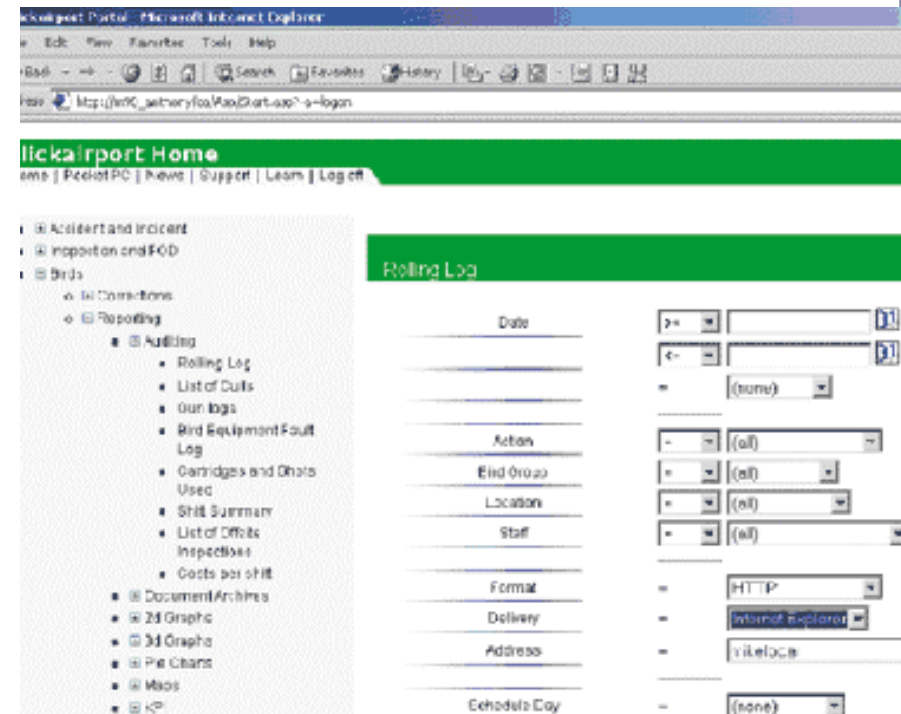 Portal - Microsoft Internet Explorer
Edit View Favorites Tools Help
Back Search Favorites History
lickairport Home
ome | Pocket PC | News | Support | Learn | Log off
Accident and Incident
Inspection and FOD
Birds
Corrections
Reporting
Auditing
Rolling Log
List of Culls
Gun logs
Bird Equipment Fault
Log
Cartridges and Shots
Used
Shift Summary
List of Offsite
Inspections
Costs per shift
Document Archives
2d Graphs
3d Graphs
Pie Charts
Maps
Rolling Log
Date >=
<=
= (none)
Action = (all)
Bird Group = (all)
Location = (all)
Staff = (all)
Format = HTTP
Delivery = Internet Explorer
Address =
Schedule Day = (none)